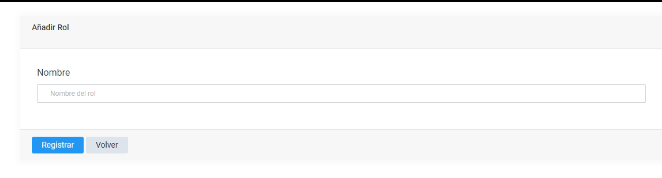 Añadir Rol
Nombre
Nombre del rol
Registrar Volver